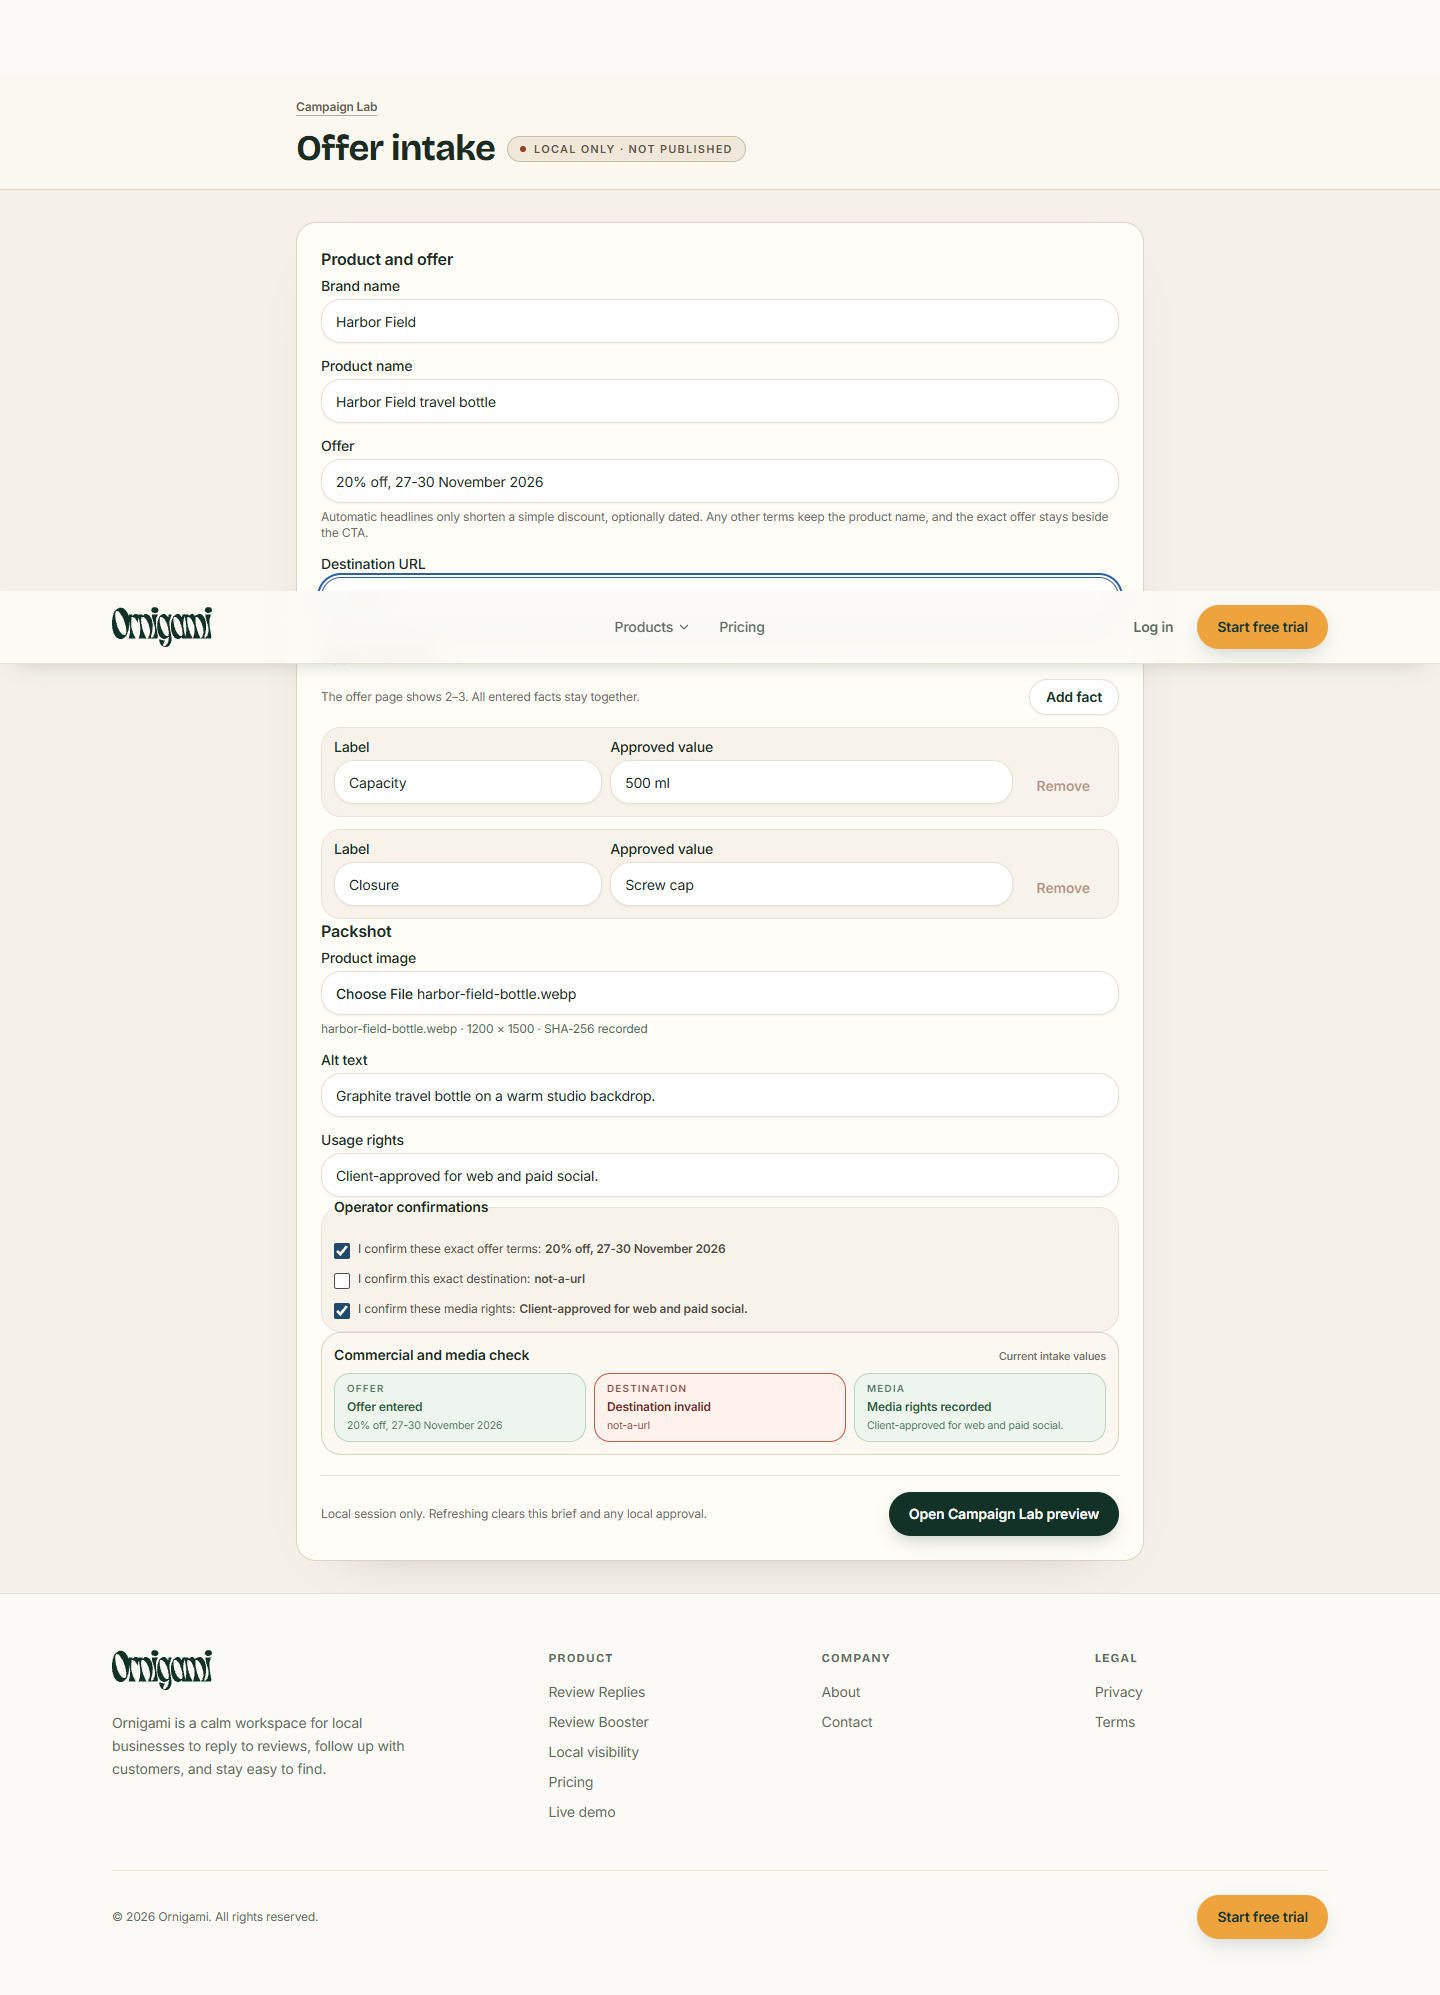 Campaign Lab
Offer intake
LOCAL ONLY · NOT PUBLISHED
Product and offer
Brand name
Harbor Field
Product name
Harbor Field travel bottle
Offer
20% off, 27-30 November 2026
Automatic headlines only shorten a simple discount, optionally dated. Any other terms keep the product name, and the exact offer stays beside
the CTA.
Destination URL
Ornigami
Products
Pricing
Log in
Start free trial
The offer page shows 2–3. All entered facts stay together.
Add fact
Label
Approved value
Capacity
500 ml
Remove
Label
Approved value
Closure
Screw cap
Remove
Packshot
Product image
Choose File harbor-field-bottle.webp
harbor-field-bottle.webp · 1200 × 1500 · SHA-256 recorded
Alt text
Graphite travel bottle on a warm studio backdrop.
Usage rights
Client-approved for web and paid social.
Operator confirmations
I confirm these exact offer terms: 20% off, 27-30 November 2026
I confirm this exact destination: not-a-url
I confirm these media rights: Client-approved for web and paid social.
Commercial and media check
Current intake values
OFFER
Offer entered
20% off, 27-30 November 2026
DESTINATION
Destination invalid
not-a-url
MEDIA
Media rights recorded
Client-approved for web and paid social.
Local session only. Refreshing clears this brief and any local approval.
Open Campaign Lab preview
Ornigami
Ornigami is a calm workspace for local
businesses to reply to reviews, follow up with
customers, and stay easy to find.
PRODUCT
Review Replies
Review Booster
Local visibility
Pricing
Live demo
COMPANY
About
Contact
LEGAL
Privacy
Terms
© 2026 Ornigami. All rights reserved.
Start free trial